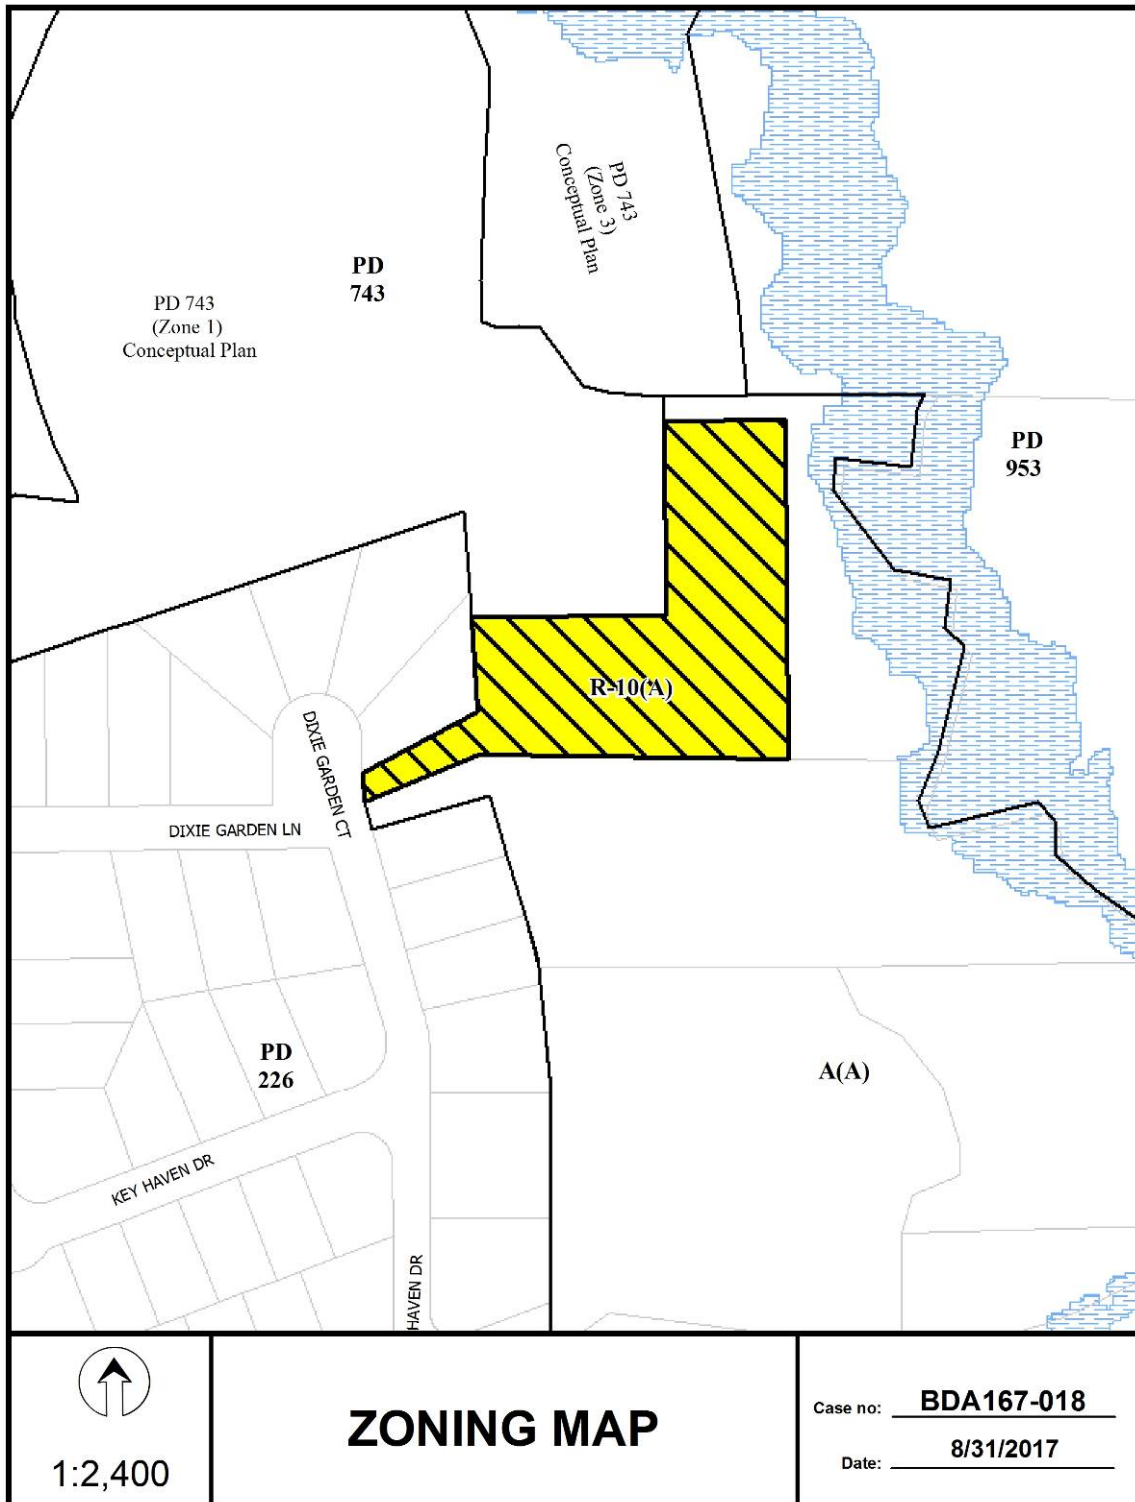 PD 743
(Zone 3)
Conceptual Plan
PD
743
PD 743
(Zone 1)
Conceptual Plan
PD
953
R-10(A)
DIXIE GARDEN CT
DIXIE GARDEN LN
PD
226
A(A)
KEY HAVEN DR
HAVEN DR
1:2,400
ZONING MAP
Case no: BDA167-018
Date: 8/31/2017